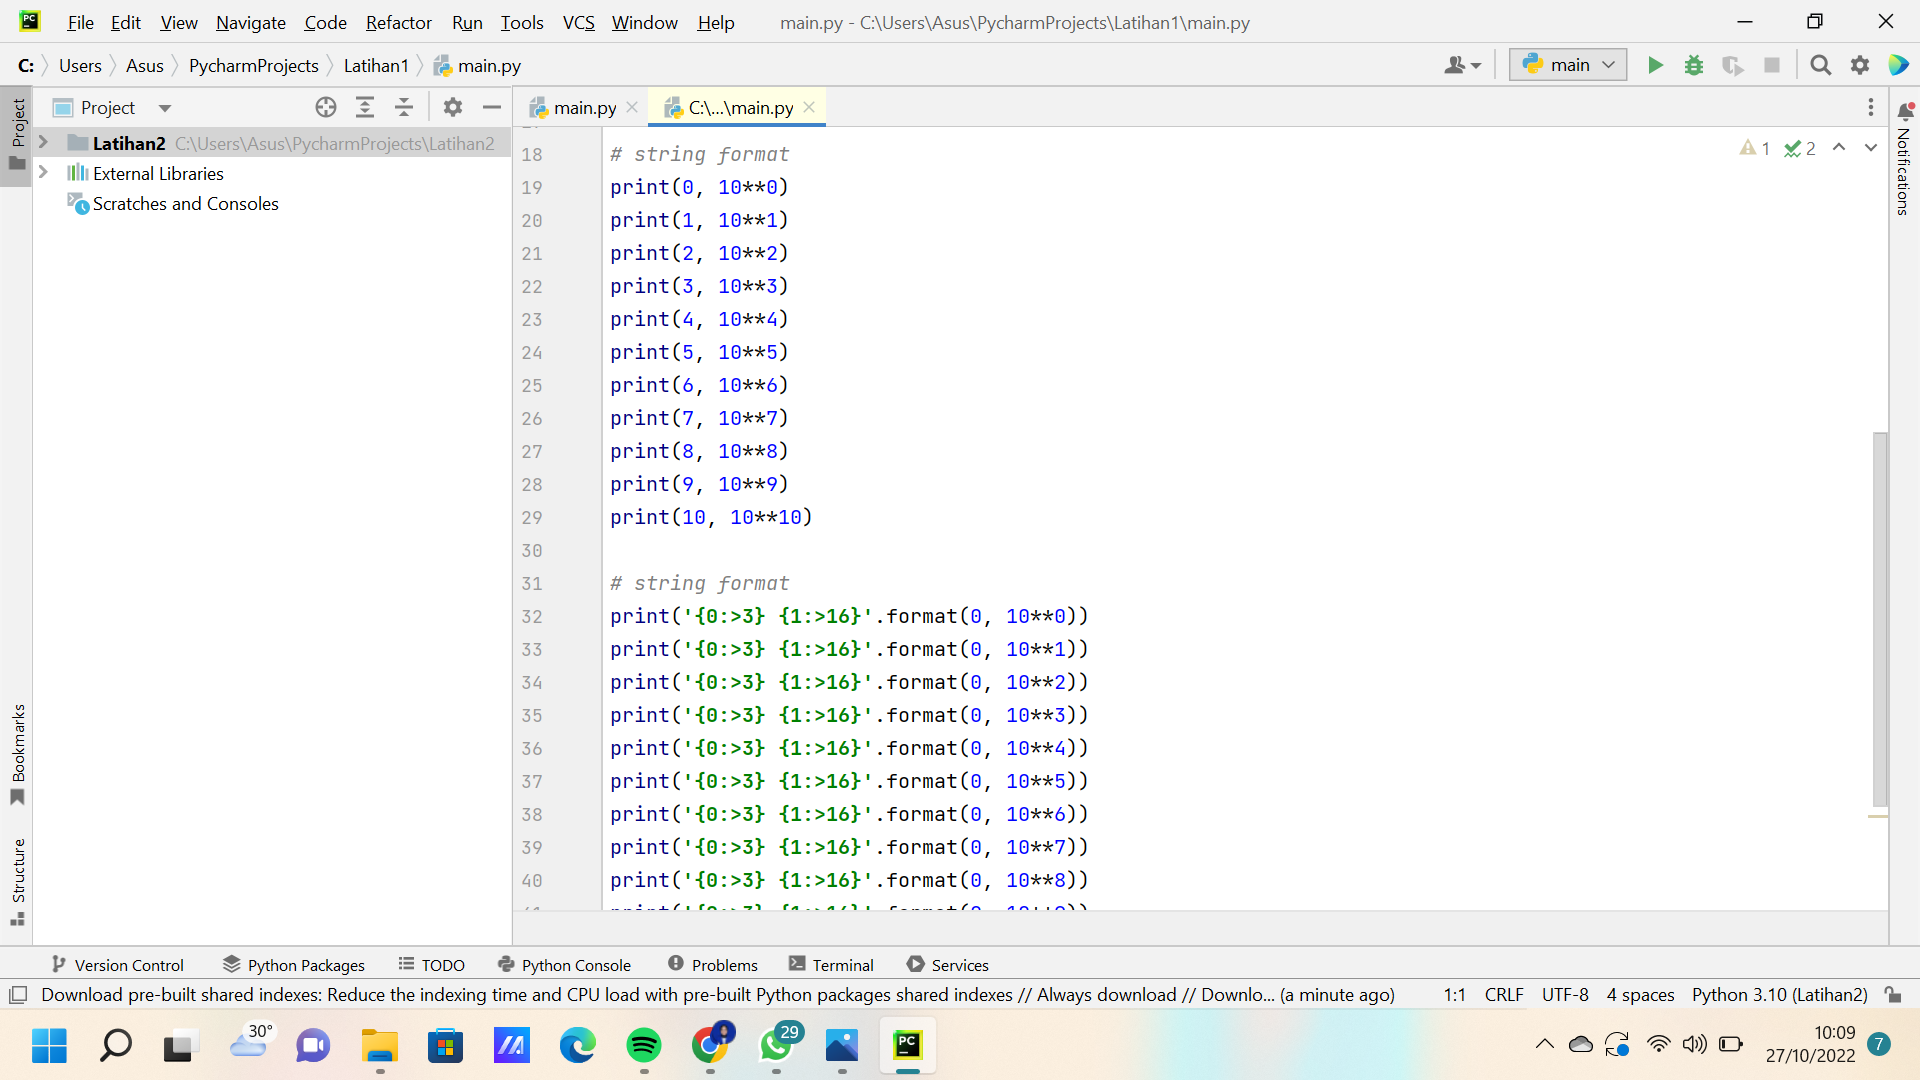 File Edit View Navigate Code Refactor Run Tools VCS Window Help main.py - C:\Users\Asus\PycharmProjects\Latihan1\main.py
C: Users Asus PycharmProjects Latihan1 main.py main
Project main.py C:\...\main.py
Project
Latihan2 C:\Users\Asus\PycharmProjects\Latihan2
External Libraries
Scratches and Consoles
1 2
Notifications
18 # string format
19 print(0, 10**0)
20 print(1, 10**1)
21 print(2, 10**2)
22 print(3, 10**3)
23 print(4, 10**4)
24 print(5, 10**5)
25 print(6, 10**6)
26 print(7, 10**7)
27 print(8, 10**8)
28 print(9, 10**9)
29 print(10, 10**10)
30
31 # string format
32 print('{0:>3} {1:>16}'.format(0, 10**0))
33 print('{0:>3} {1:>16}'.format(0, 10**1))
34 print('{0:>3} {1:>16}'.format(0, 10**2))
35 print('{0:>3} {1:>16}'.format(0, 10**3))
36 print('{0:>3} {1:>16}'.format(0, 10**4))
37 print('{0:>3} {1:>16}'.format(0, 10**5))
38 print('{0:>3} {1:>16}'.format(0, 10**6))
39 print('{0:>3} {1:>16}'.format(0, 10**7))
40 print('{0:>3} {1:>16}'.format(0, 10**8))
Bookmarks
Structure
Version Control Python Packages TODO Python Console Problems Terminal Services
Download pre-built shared indexes: Reduce the indexing time and CPU load with pre-built Python packages shared indexes // Always download // Downlo... (a minute ago) 1:1 CRLF UTF-8 4 spaces Python 3.10 (Latihan2)
30° 29 PC 10:09
27/10/2022 7